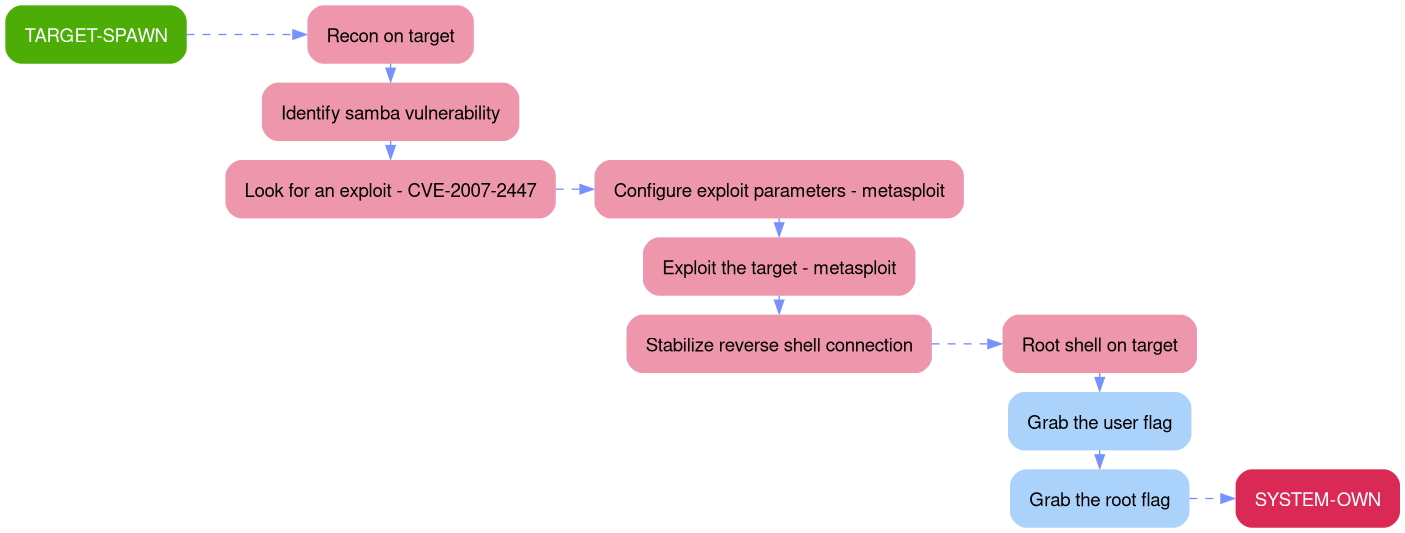 TARGET-SPAWN
Recon on target
Identify samba vulnerability
Look for an exploit - CVE-2007-2447
Configure exploit parameters - metasploit
Exploit the target - metasploit
Stabilize reverse shell connection
Root shell on target
Grab the user flag
Grab the root flag
SYSTEM-OWN